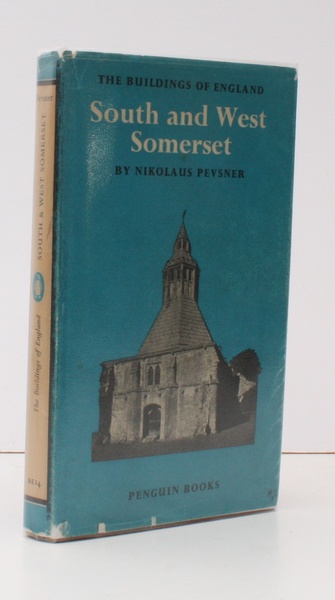 THE BUILDINGS OF ENGLAND
South and West
Somerset
BY NIKOLAUS PEVSNER
PENGUIN BOOKS
SOUTH & WEST SOMERSET
The Buildings of England
BE14